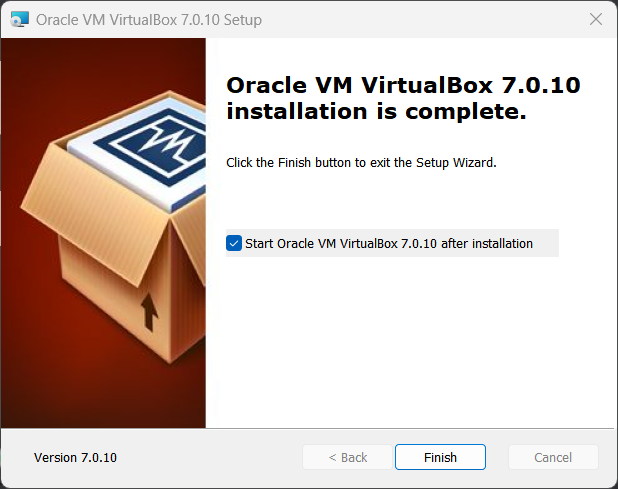 Oracle VM VirtualBox 7.0.10 Setup
Oracle VM VirtualBox 7.0.10
installation is complete.
Click the Finish button to exit the Setup Wizard.
Start Oracle VM VirtualBox 7.0.10 after installation
Version 7.0.10
< Back
Finish
Cancel